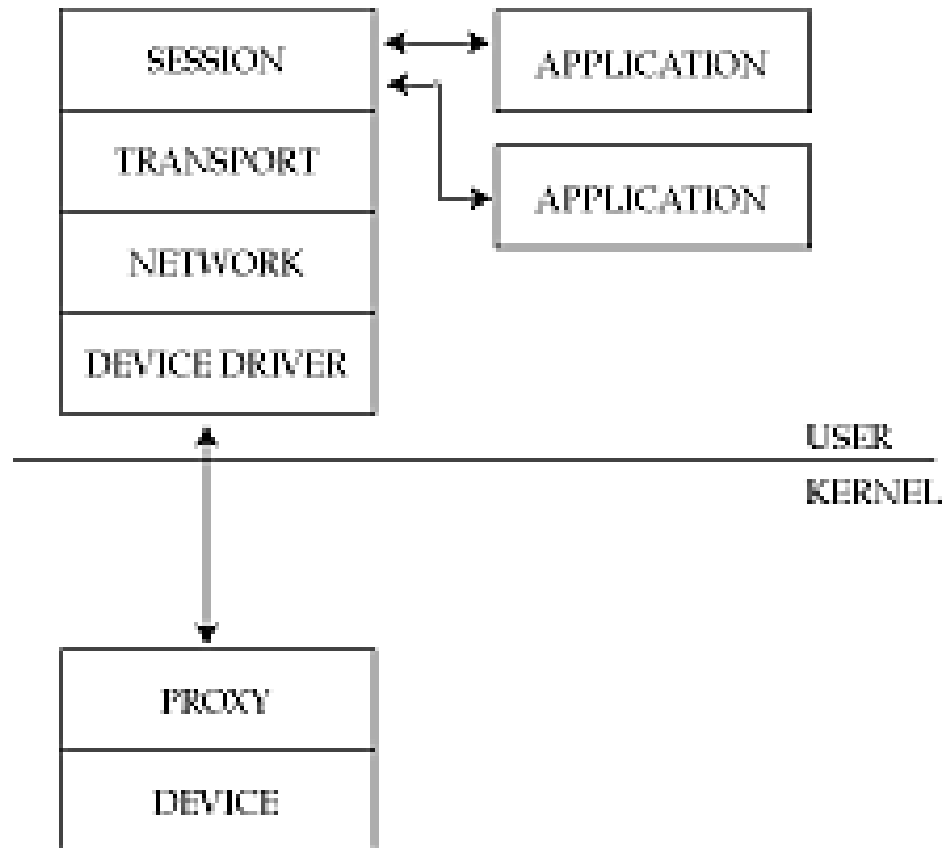 SESSION
APPLICATION
TRANSPORT
APPLICATION
NETWORK
DEVICE DRIVER
USER
KERNEL
PROXY
DEVICE